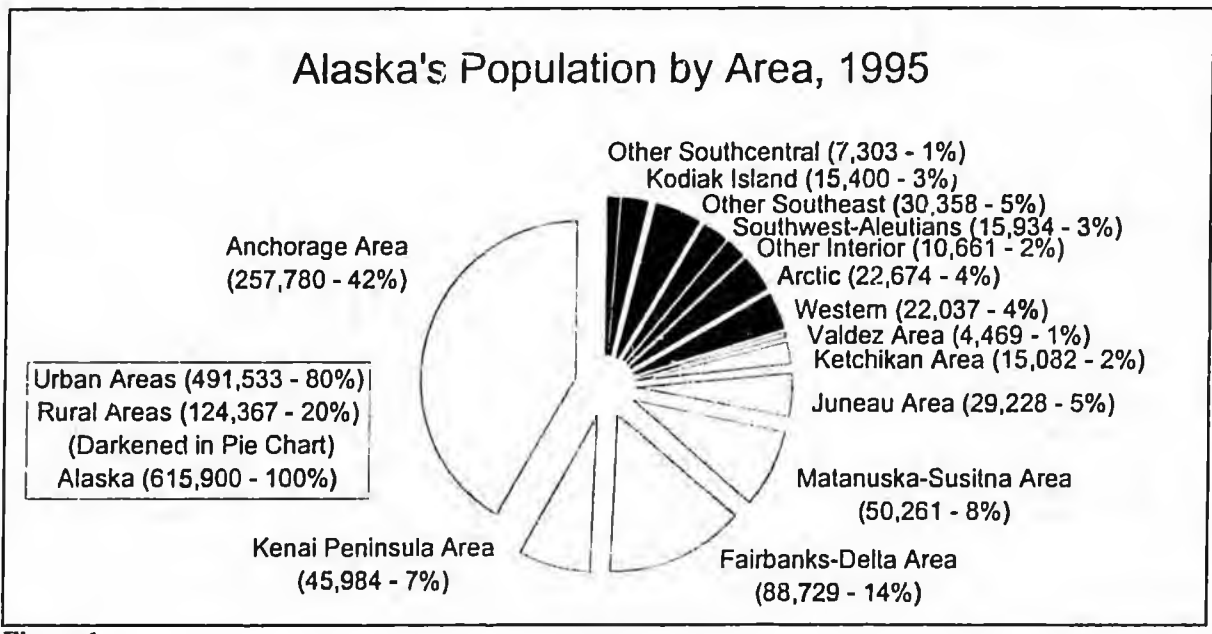 Alaska's Population by Area, 1995
Other Southcentral (7,303 - 1%)
Kodiak Island (15,400 - 3%)
Other Southeast (30,358 - 5%)
Southwest-Aleutians (15,934 - 3%)
Other Interior (10,661 - 2%)
Arctic (22,674 - 4%)
Western (22,037 - 4%)
Valdez Area (4,469 - 1%)
Ketchikan Area (15,082 - 2%)
Juneau Area (29,228 - 5%)
Matanuska-Susitna Area
(50,261 - 8%)
Fairbanks-Delta Area
(88,729 - 14%)
Kenai Peninsula Area
(45,984 - 7%)
Anchorage Area
(257,780 - 42%)
Urban Areas (491,533 - 80%)
Rural Areas (124,367 - 20%)
(Darkened in Pie Chart)
Alaska (615,900 - 100%)